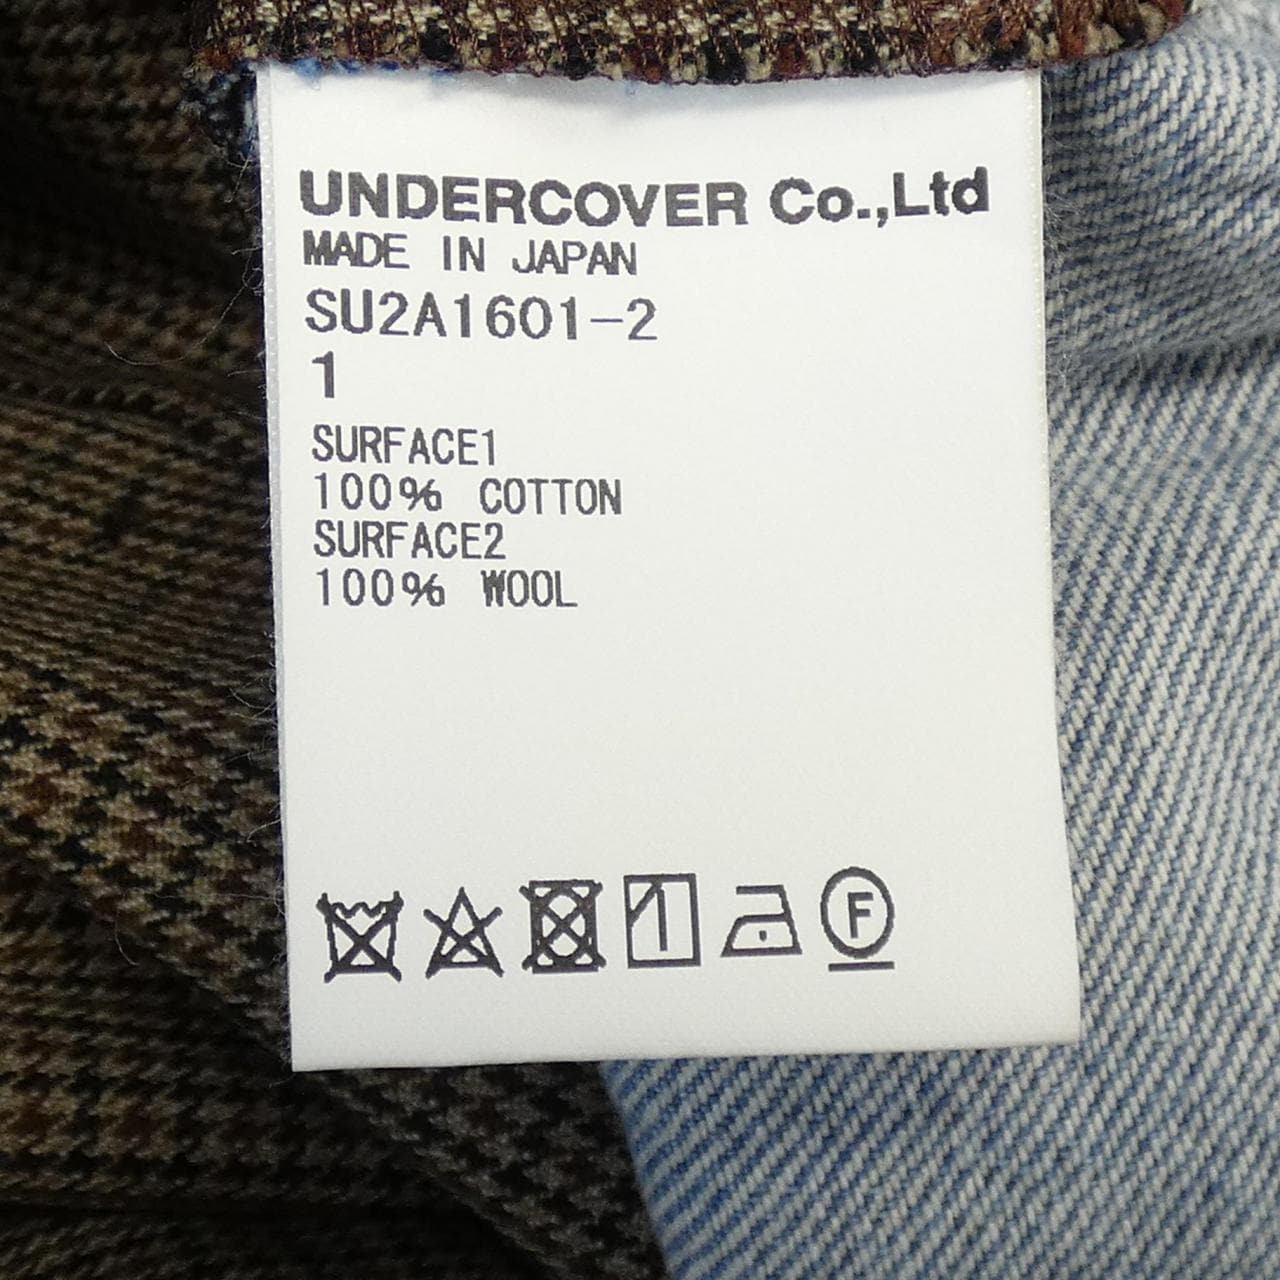 UNDERCOVER Co.,Ltd
MADE IN JAPAN
SU2A1601-2
1
SURFACE1
100% COTTON
SURFACE2
100% WOOL
F